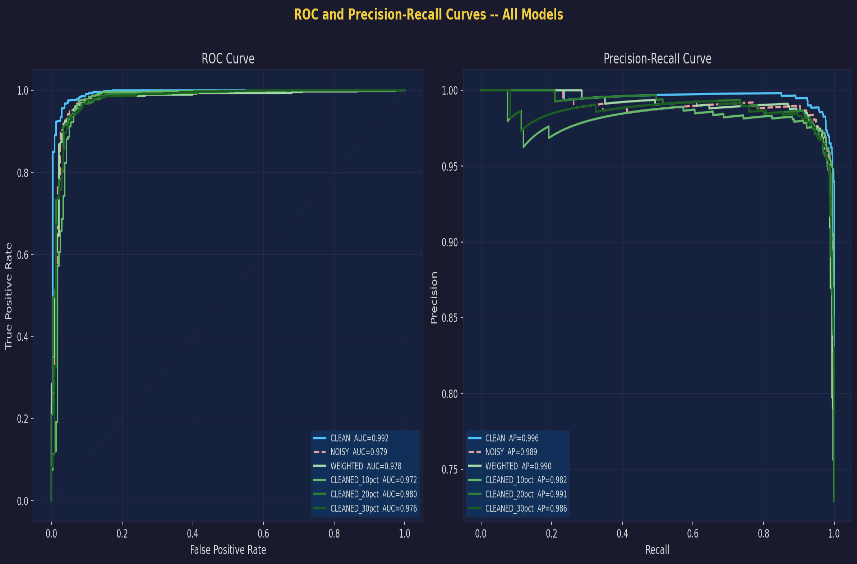 ROC and Precision-Recall Curves -- All Models
ROC Curve
True Positive Rate
1.0
0.8
0.6
0.4
0.2
0.0
0.0 0.2 0.4 0.6 0.8 1.0
False Positive Rate
CLEAN AUC=0.992
NOISY AUC=0.979
WEIGHTED AUC=0.978
CLEANED_10pct AUC=0.972
CLEANED_20pct AUC=0.980
CLEANED_30pct AUC=0.976
Precision-Recall Curve
Precision
1.00
0.95
0.90
0.85
0.80
0.75
0.0 0.2 0.4 0.6 0.8 1.0
Recall
CLEAN AP=0.996
NOISY AP=0.989
WEIGHTED AP=0.990
CLEANED_10pct AP=0.982
CLEANED_20pct AP=0.991
CLEANED_30pct AP=0.986